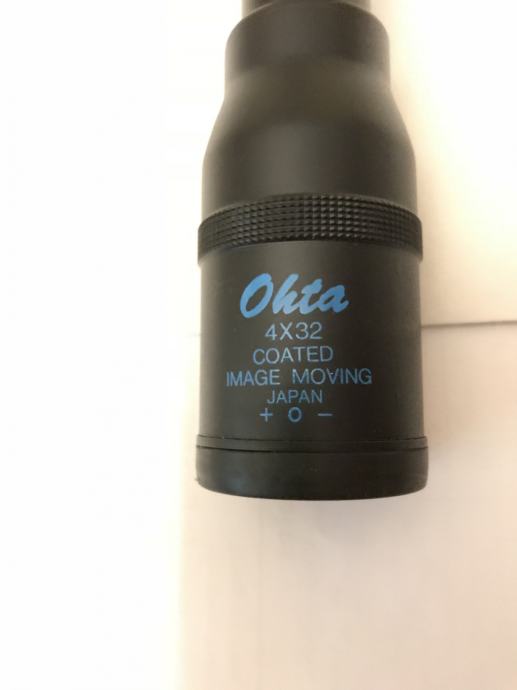 Ohta
4X32
COATED
IMAGE MOVING
JAPAN
+ O -